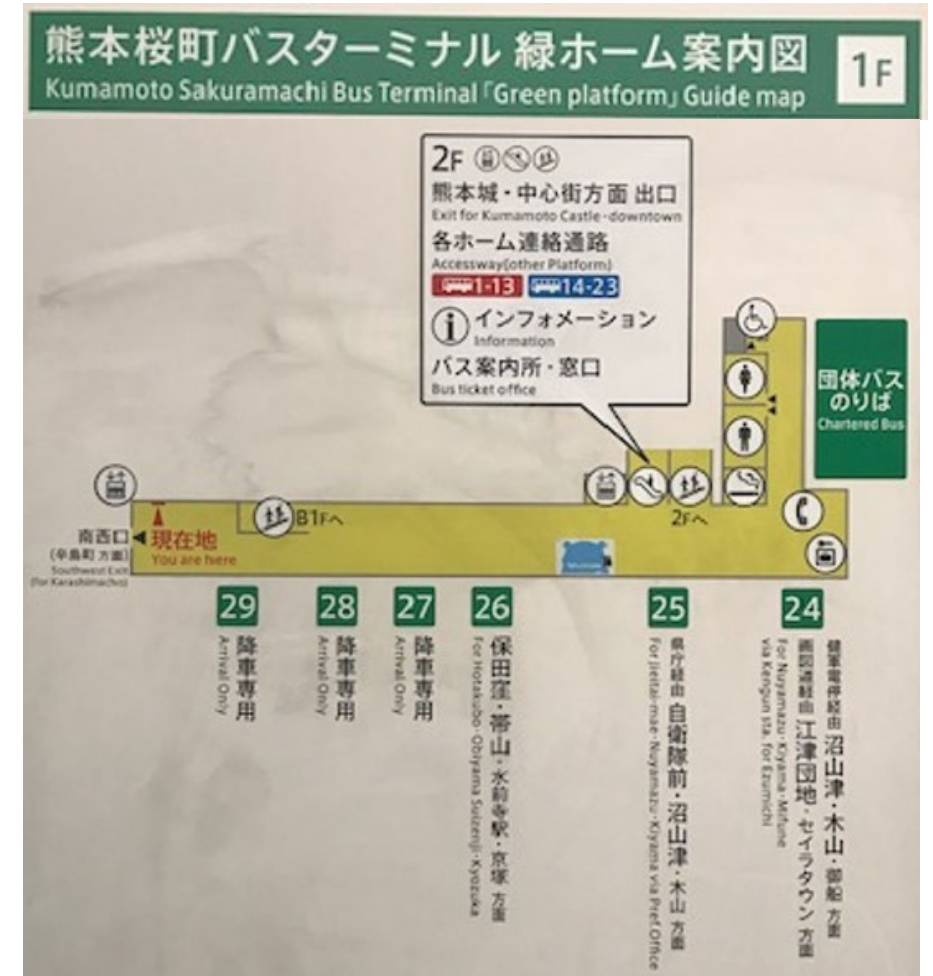 熊本桜町バスターミナル 緑ホーム案内図
1F
Kumamoto Sakuramachi Bus Terminal「Green platform」Guide map
2F
熊本城・中心街方面 出口
Exit for Kumamoto Castle・downtown
各ホーム連絡通路
Accessway(other Platform)
1-13
14-23
i インフォメーション
Information
バス案内所・窓口
Bus ticket office
団体バス
のりば
Chartered Bus
B1Fへ
2Fへ
南西口
(辛島町 方面)
Southwest Exit
(for Karashimacho)
現在地
You are here
29
降車専用
Arrival Only
28
降車専用
Arrival Only
27
降車専用
Arrival Only
26
保田窪・帯山・水前寺駅・京塚 方面
For Hotakubo・Obiyama Suizenji・Kyozuka
25
県庁経由 自衛隊前・沼山津・木山 方面
For Jieitai-mae・Nuyamazu・Kiyama via Pref.Office
24
健軍電停経由 沼山津・木山・御船 方面
画図道経由 江津団地・セイラタウン 方面
For Nuyamazu・Kiyama・Mifune
via Kengun sta. for Ezumichi